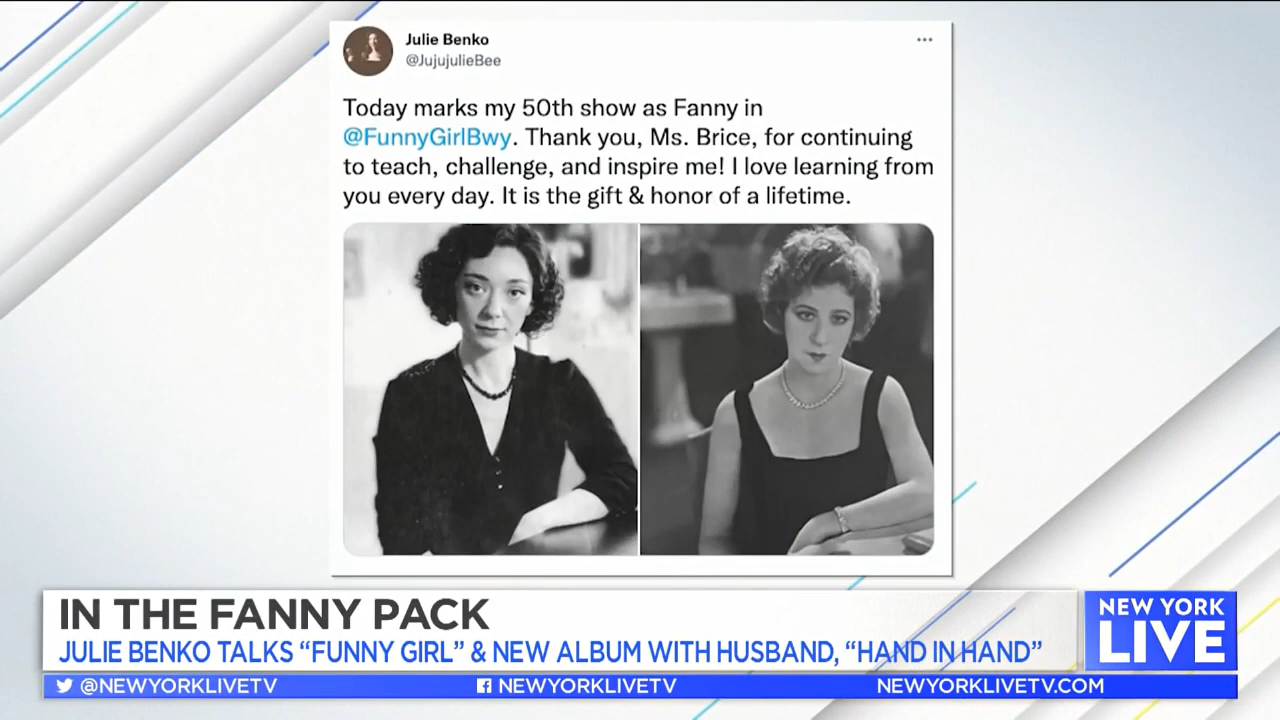 Julie Benko
@JujujulieBee
Today marks my 50th show as Fanny in
@FunnyGirlBwy. Thank you, Ms. Brice, for continuing
to teach, challenge, and inspire me! I love learning from
you every day. It is the gift & honor of a lifetime.
IN THE FANNY PACK
JULIE BENKO TALKS “FUNNY GIRL” & NEW ALBUM WITH HUSBAND, “HAND IN HAND”
NEW YORK
LIVE
@NEWYORKLIVETV
NEWYORKLIVETV
NEWYORKLIVETV.COM